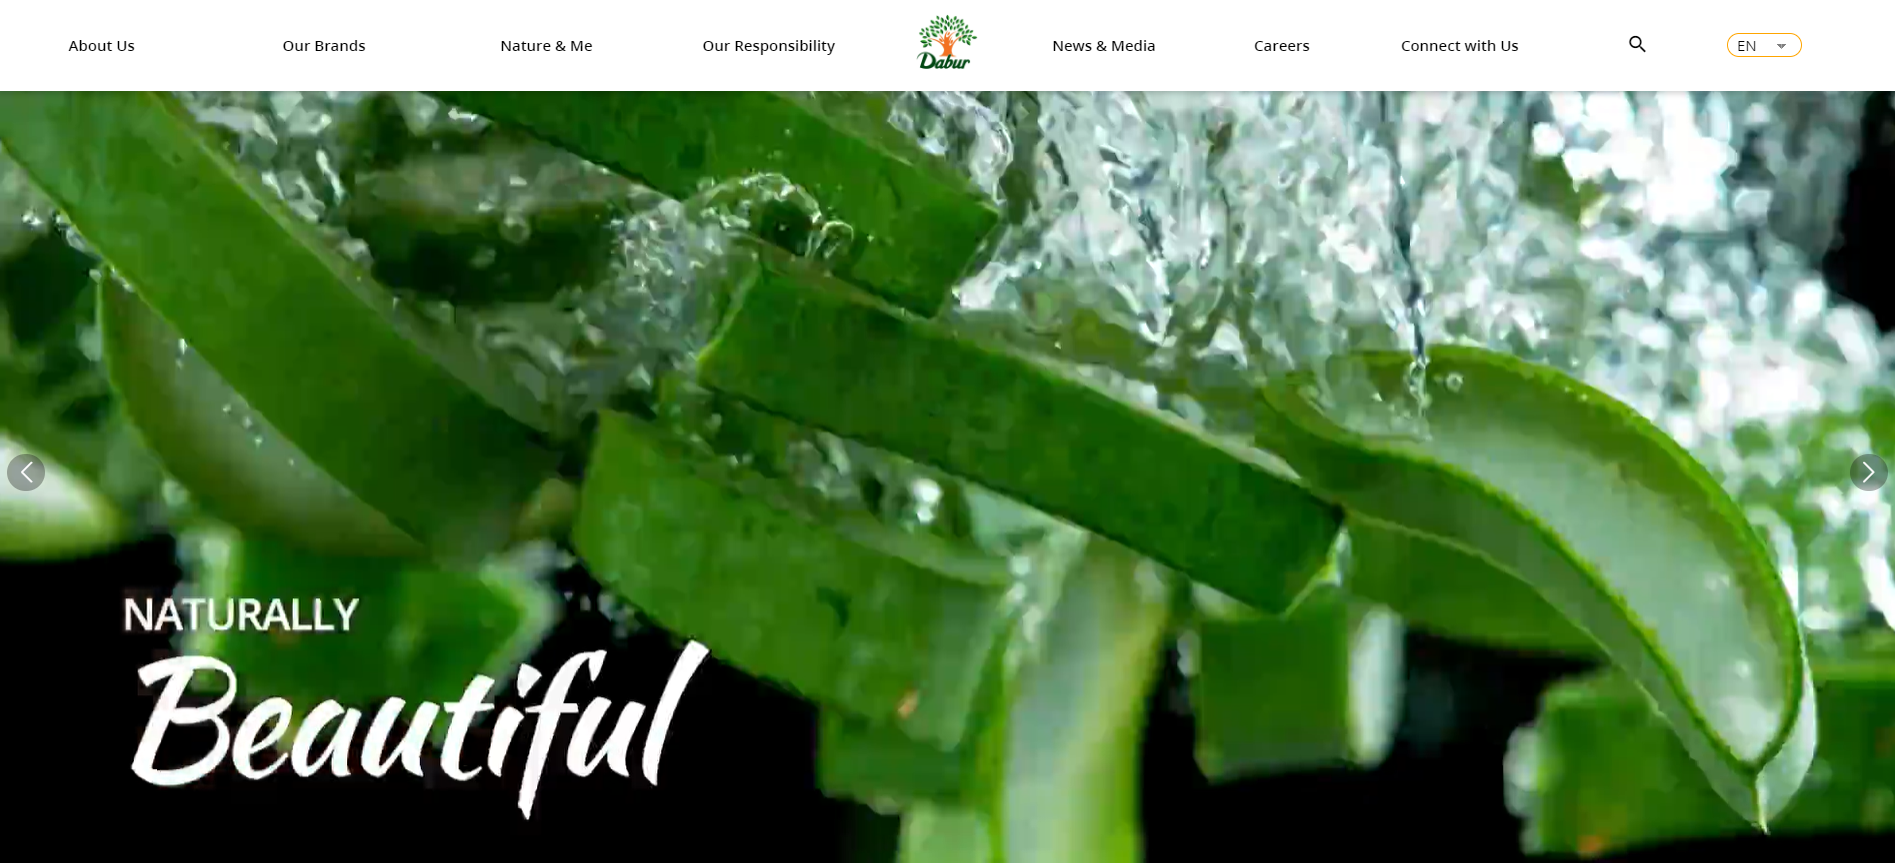 About Us
Our Brands
Nature & Me
Our Responsibility
Dabur
News & Media
Careers
Connect with Us
EN
NATURALLY
Beautiful